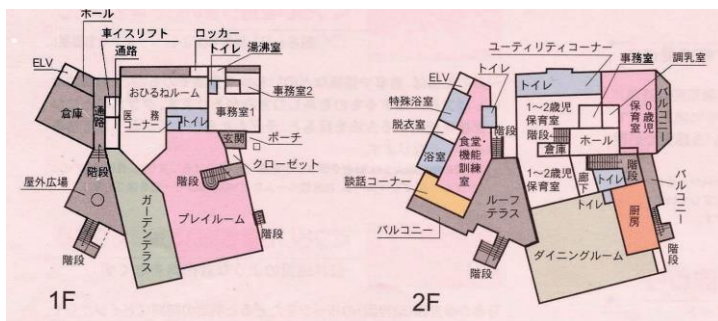 ホール
車イスリフト
通路
ロッカー
トイレ
湯沸室
ELV
おひるねルーム
事務室2
倉庫
通路
医務コーナー
トイレ
事務室1
玄関
ポーチ
階段
クローゼット
屋外広場
階段
プレイルーム
ガーデンテラス
階段
階段
1F
ユーティリティコーナー
事務室
調乳室
ELV
トイレ
トイレ
バルコニー
特殊浴室
1〜2歳児
保育室
0歳児
保育室
脱衣室
階段
階段
ホール
倉庫
浴室
食堂・
機能
訓練
室
談話コーナー
1〜2歳児
保育室
廊下
トイレ
階段
バルコニー
ルーフ
テラス
トイレ
厨房
バルコニー
ダイニングルーム
階段
2F